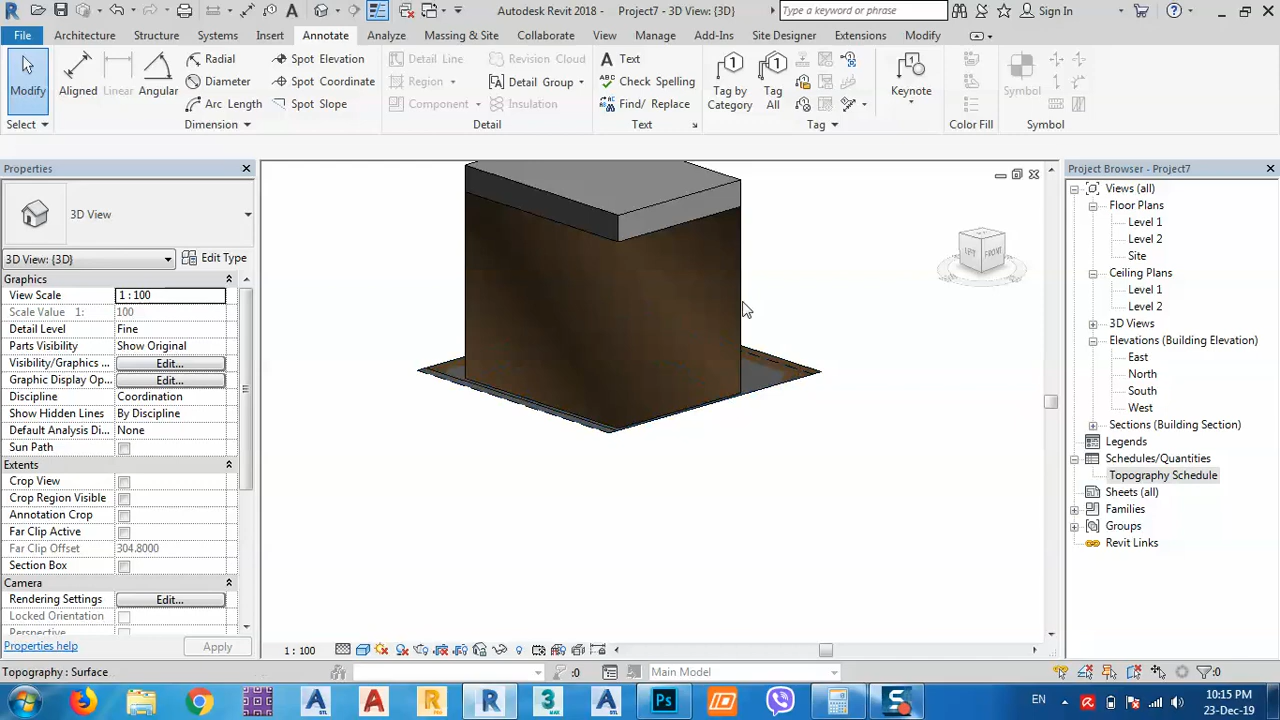 Autodesk Revit 2018 - Project7 - 3D View: {3D}
Type a keyword or phrase
Sign In
File Architecture Structure Systems Insert Annotate Analyze Massing & Site Collaborate View Manage Add-Ins Site Designer Extensions Modify
Modify
Select
Aligned
Linear
Angular
Radial
Diameter
Arc Length
Spot Elevation
Spot Coordinate
Spot Slope
Dimension
Detail Line
Region
Component
Revision Cloud
Detail Group
Insulation
Detail
A Text
Check Spelling
Find/ Replace
Text
Tag by Category
Tag All
Tag
Keynote
Color Fill
Symbol
Symbol
Properties
3D View
3D View: {3D} Edit Type
Graphics
View Scale 1 : 100
Scale Value 1: 100
Detail Level Fine
Parts Visibility Show Original
Visibility/Graphics ... Edit...
Graphic Display Op... Edit...
Discipline Coordination
Show Hidden Lines By Discipline
Default Analysis Di... None
Sun Path
Extents
Crop View
Crop Region Visible
Annotation Crop
Far Clip Active
Far Clip Offset 304.8000
Section Box
Camera
Rendering Settings Edit...
Locked Orientation
Perspective
Properties help Apply
LEFT FRONT
1 : 100
Project Browser - Project7
Views (all)
Floor Plans
Level 1
Level 2
Site
Ceiling Plans
Level 1
Level 2
3D Views
Elevations (Building Elevation)
East
North
South
West
Sections (Building Section)
Legends
Schedules/Quantities
Topography Schedule
Sheets (all)
Families
Groups
Revit Links
Topography : Surface
:0
Main Model
:0
EN
10:15 PM
23-Dec-19